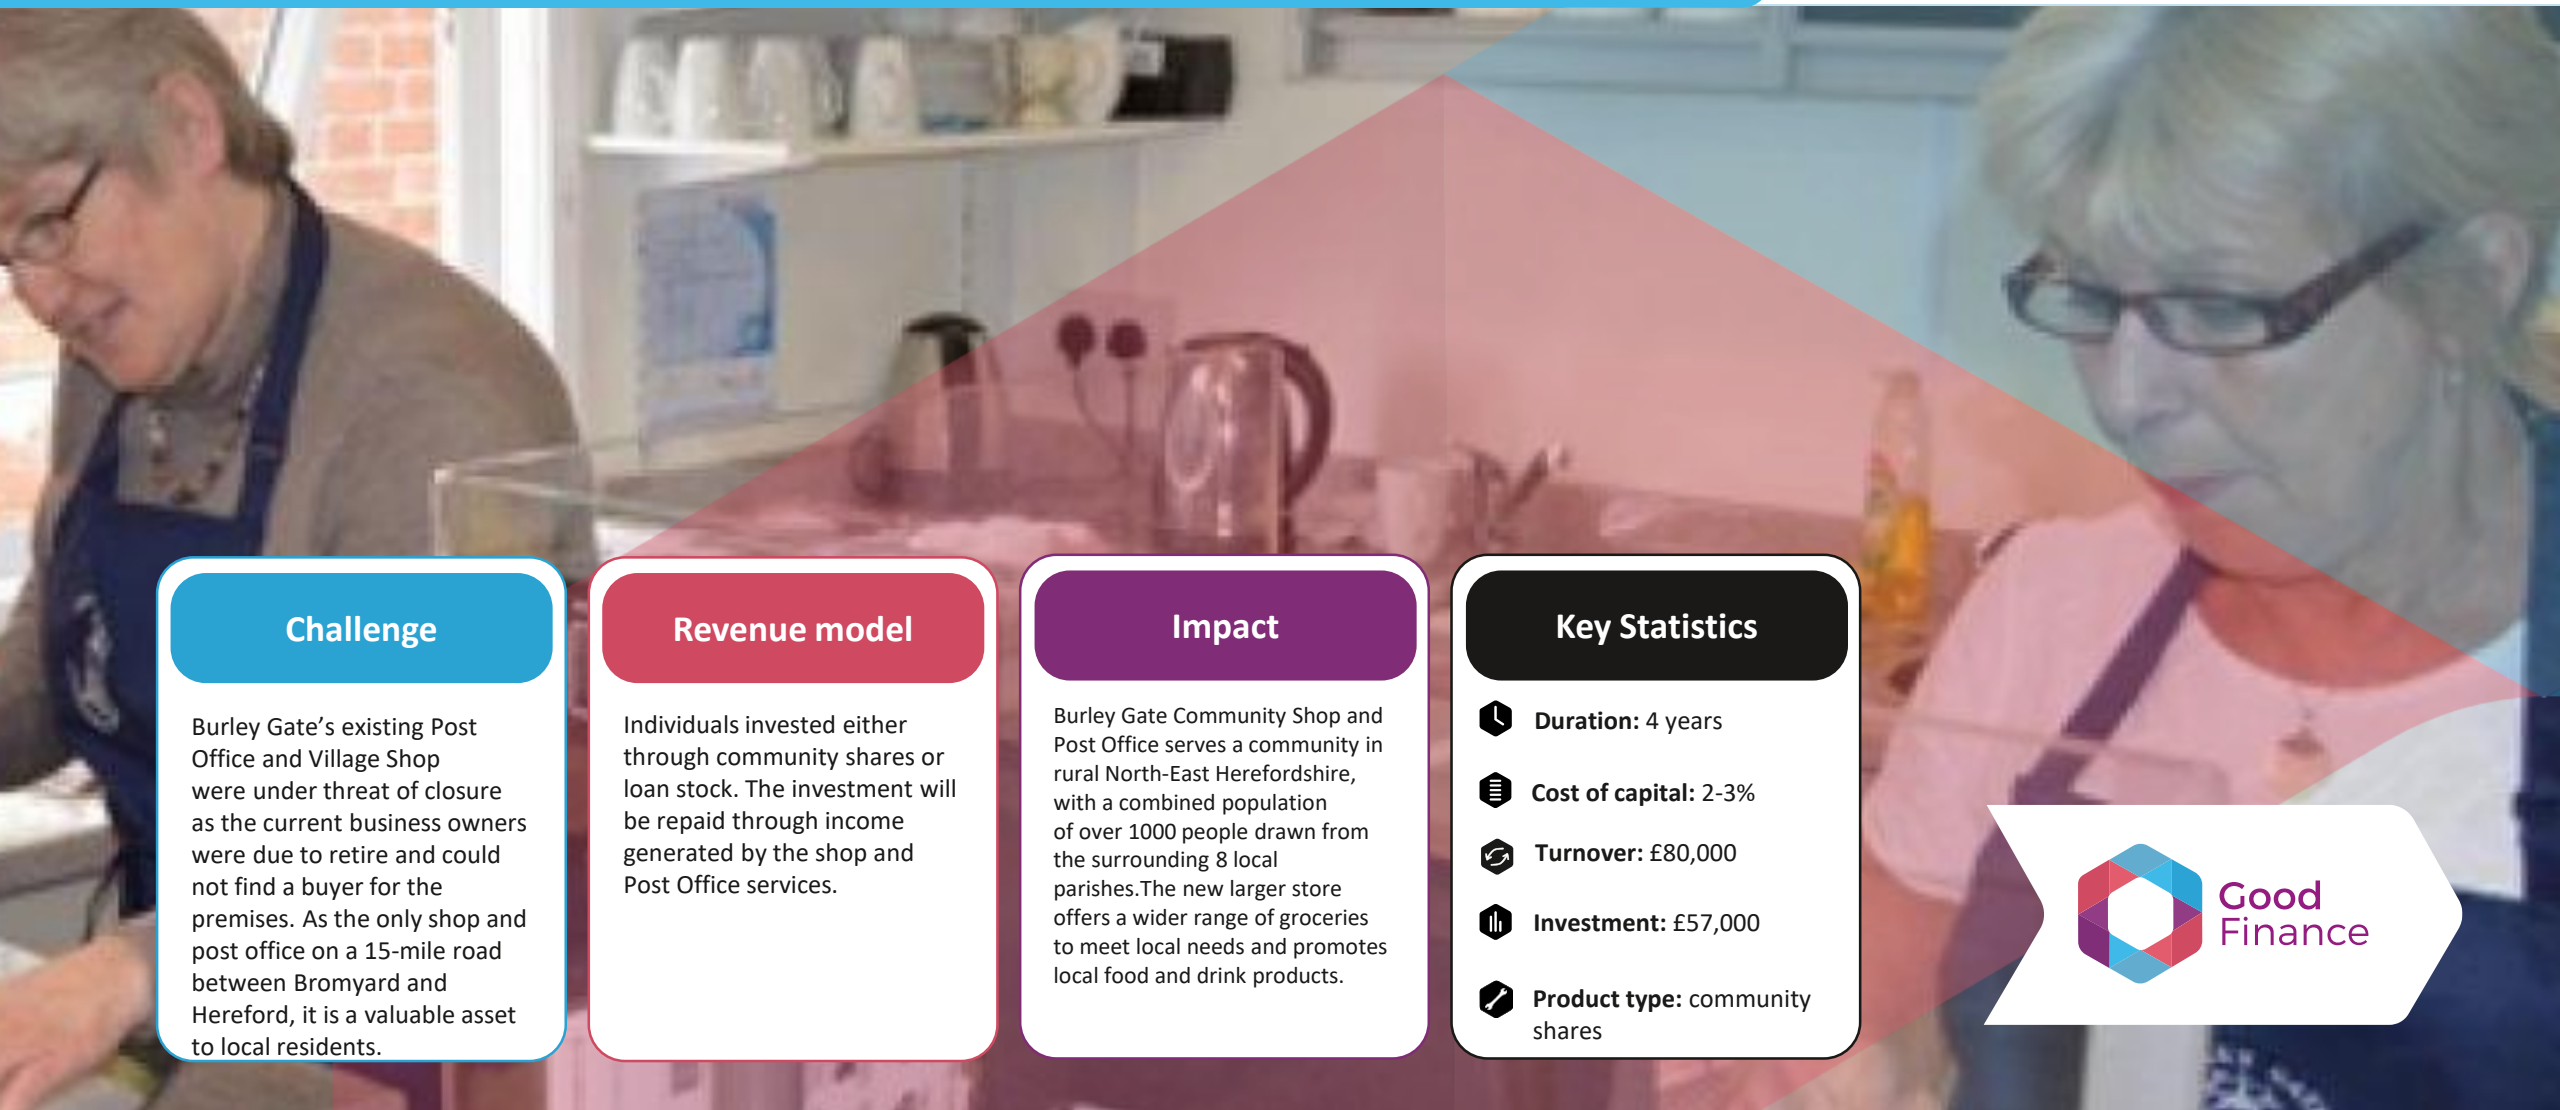 Challenge
Burley Gate’s existing Post
Office and Village Shop
were under threat of closure
as the current business owners
were due to retire and could
not find a buyer for the
premises. As the only shop and
post office on a 15-mile road
between Bromyard and
Hereford, it is a valuable asset
to local residents.
Revenue model
Individuals invested either
through community shares or
loan stock. The investment will
be repaid through income
generated by the shop and
Post Office services.
Impact
Burley Gate Community Shop and
Post Office serves a community in
rural North-East Herefordshire,
with a combined population
of over 1000 people drawn from
the surrounding 8 local
parishes.The new larger store
offers a wider range of groceries
to meet local needs and promotes
local food and drink products.
Key Statistics
Duration: 4 years
Cost of capital: 2-3%
Turnover: £80,000
Investment: £57,000
Product type: community
shares
Good
Finance